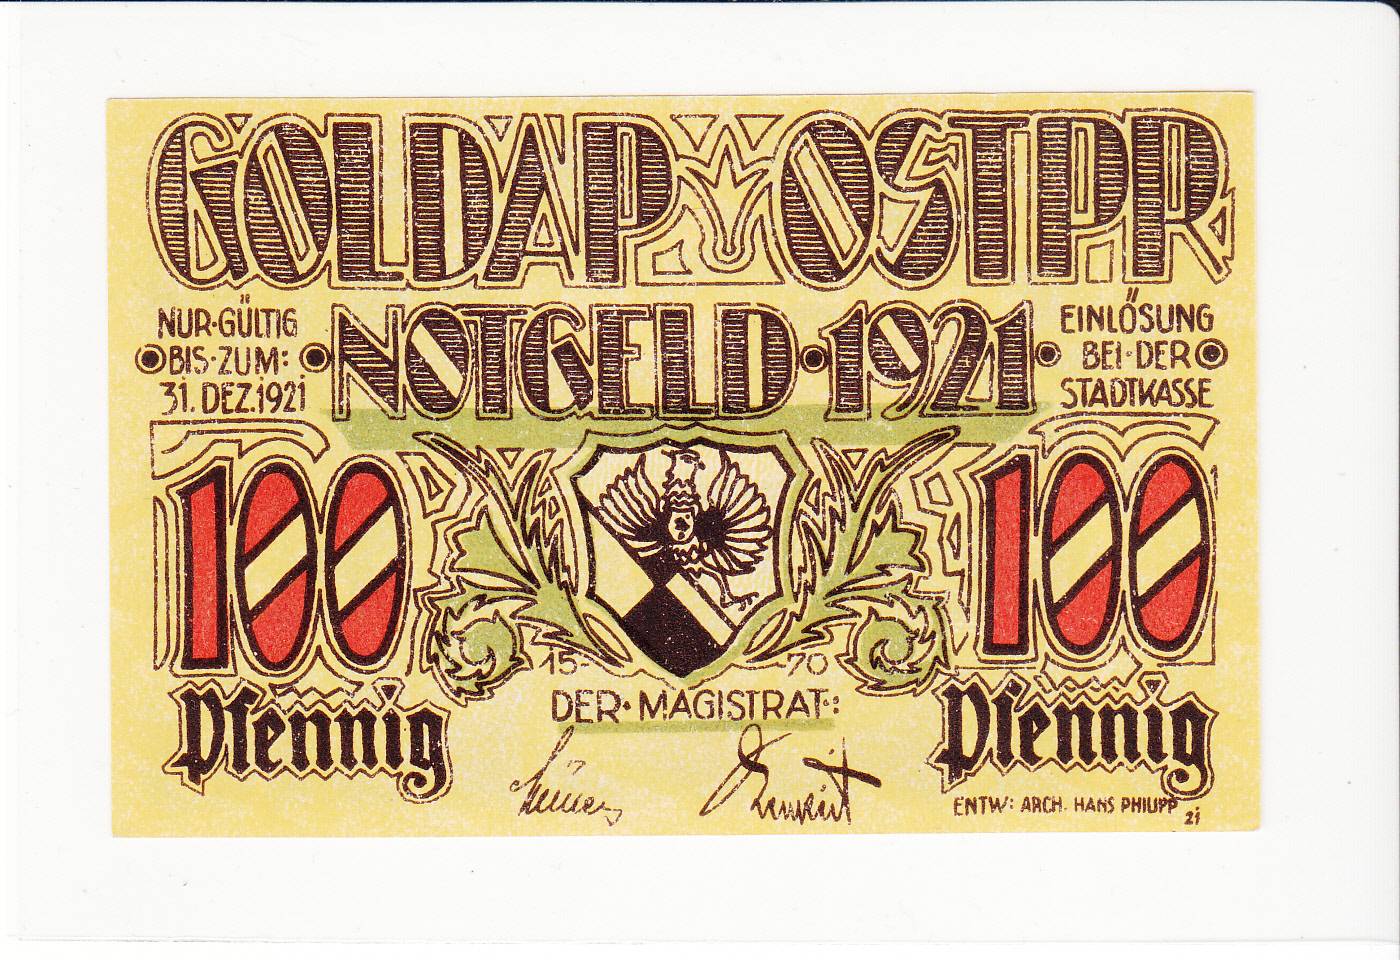 GOLDAP OSTPR
NUR·GÜLTIG
BIS·ZUM:
31. DEZ.1921
NOTGELD·1921
EINLÖSUNG
BEI·DER
STADTKASSE
100
100
15- -70
Pfennig
DER·MAGISTRAT:
Pfennig
ENTW: ARCH. HANS PHILIPP
21